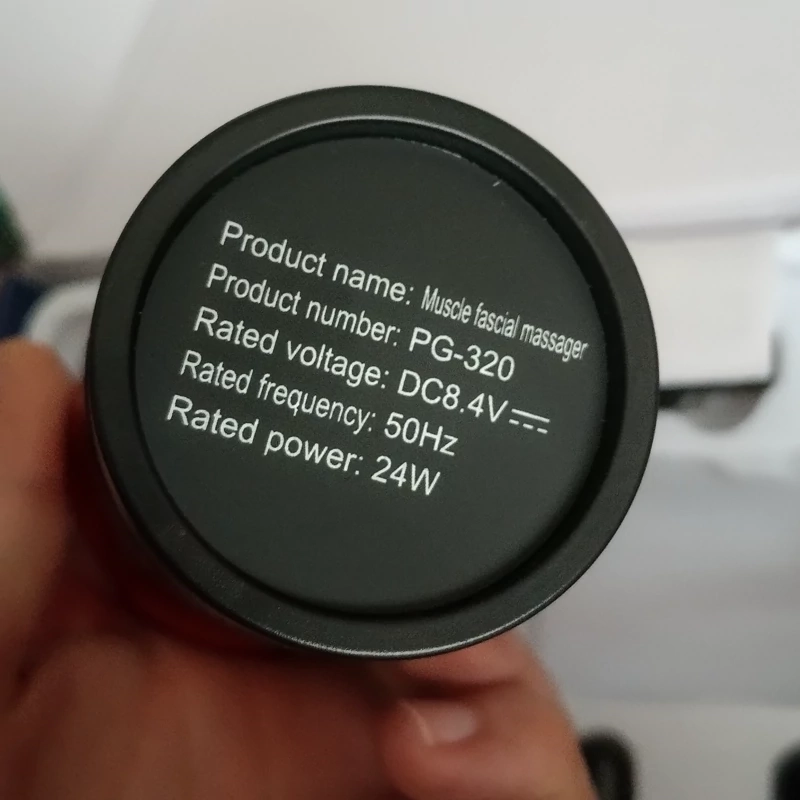 Product name: Muscle fascial massager
Product number: PG-320
Rated voltage: DC8.4V⎓
Rated frequency: 50Hz
Rated power: 24W